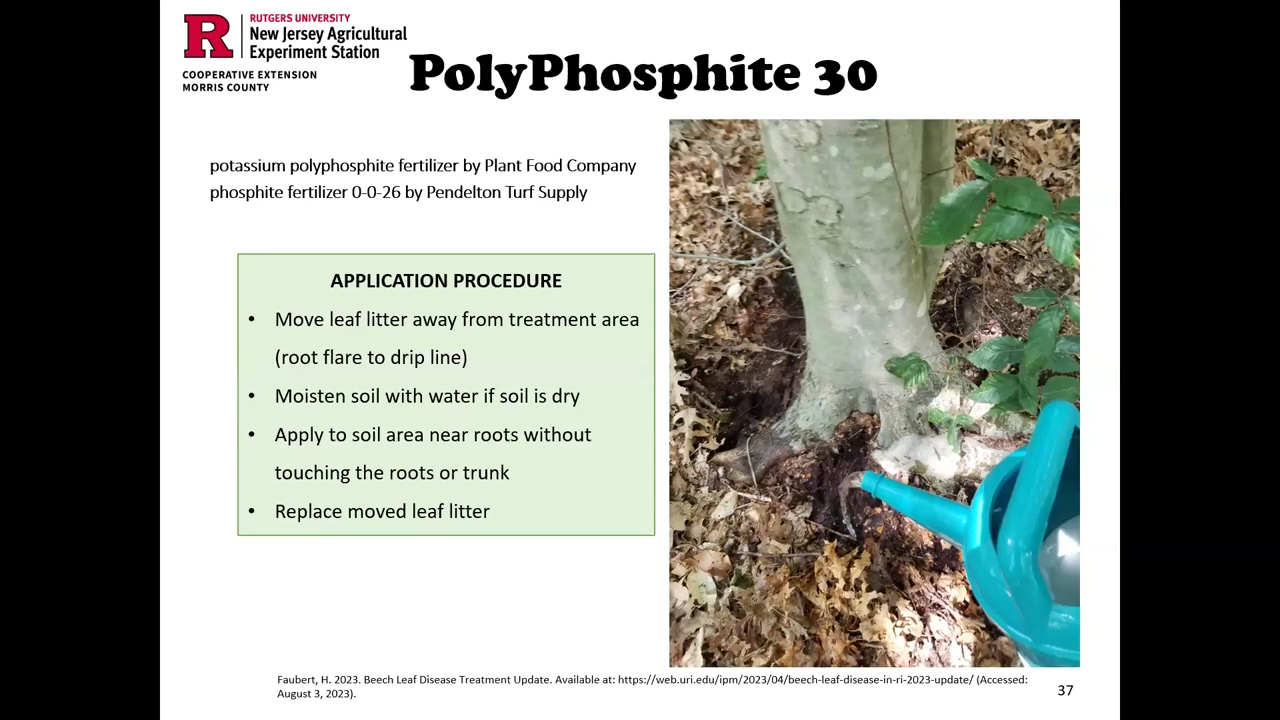 RUTGERS UNIVERSITY
R
New Jersey Agricultural
Experiment Station
COOPERATIVE EXTENSION
MORRIS COUNTY
PolyPhosphite 30
potassium polyphosphite fertilizer by Plant Food Company
phosphite fertilizer 0-0-26 by Pendelton Turf Supply
APPLICATION PROCEDURE
• Move leaf litter away from treatment area
(root flare to drip line)
• Moisten soil with water if soil is dry
• Apply to soil area near roots without
touching the roots or trunk
• Replace moved leaf litter
Faubert, H. 2023. Beech Leaf Disease Treatment Update. Available at: https://web.uri.edu/ipm/2023/04/beech-leaf-disease-in-ri-2023-update/ (Accessed:
August 3, 2023).
37